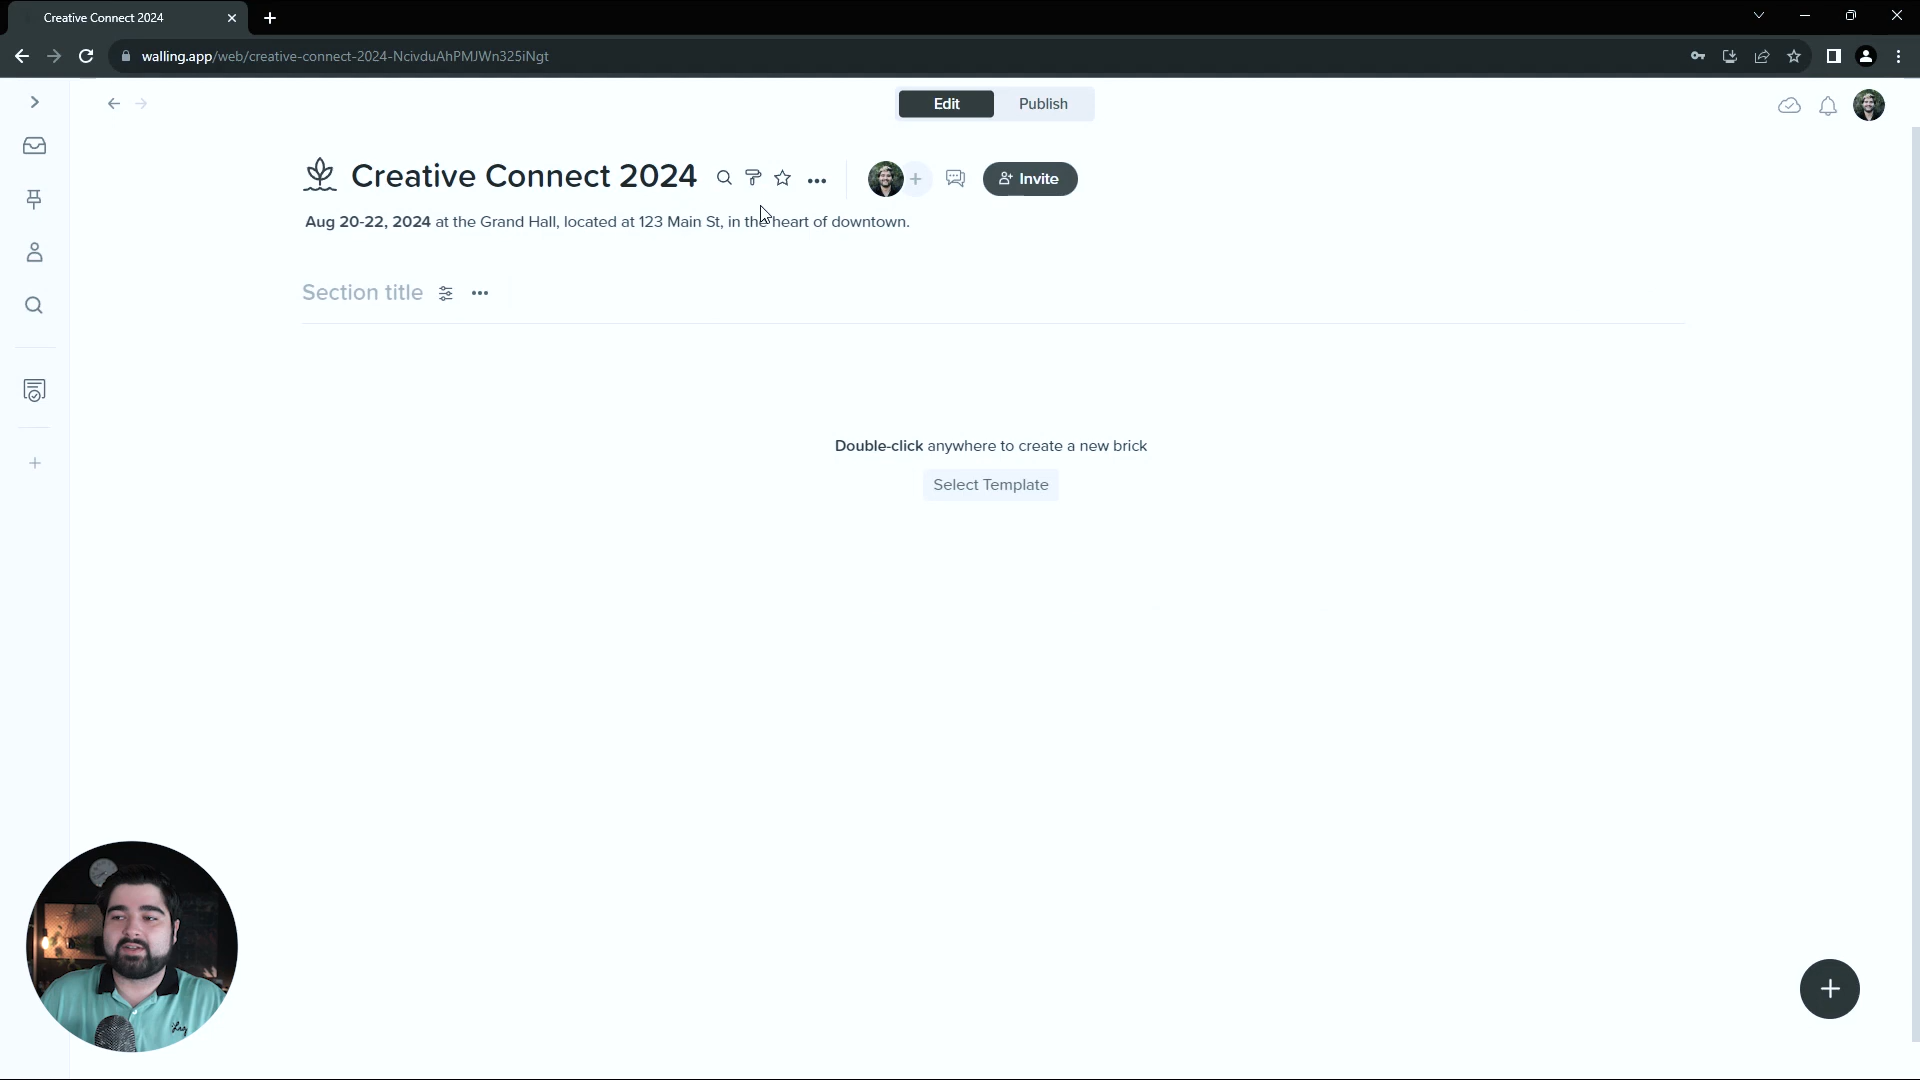 Creative Connect 2024
walling.app/web/creative-connect-2024-NcivduAhPMJWn325iNgt
Edit
Publish
Creative Connect 2024
Invite
Aug 20-22, 2024 at the Grand Hall, located at 123 Main St, in the heart of downtown.
Section title
Double-click anywhere to create a new brick
Select Template